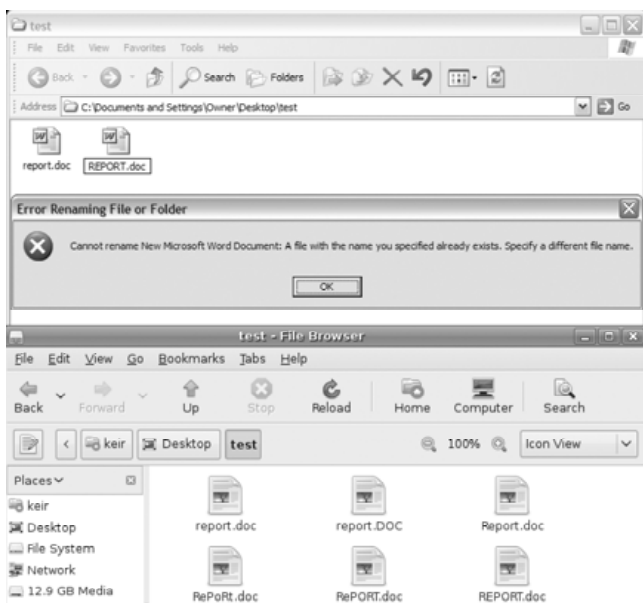 test
File Edit View Favorites Tools Help
Back Search Folders
Address C:\Documents and Settings\Owner\Desktop\test Go
report.doc REPORT.doc
Error Renaming File or Folder
Cannot rename New Microsoft Word Document: A file with the name you specified already exists. Specify a different file name.
OK
test - File Browser
File Edit View Go Bookmarks Tabs Help
Back Forward Up Stop Reload Home Computer Search
keir Desktop test 100% Icon View
Places
keir
Desktop
File System
Network
12.9 GB Media
report.doc report.DOC Report.doc
RePoRt.doc RePORT.doc REPORT.doc